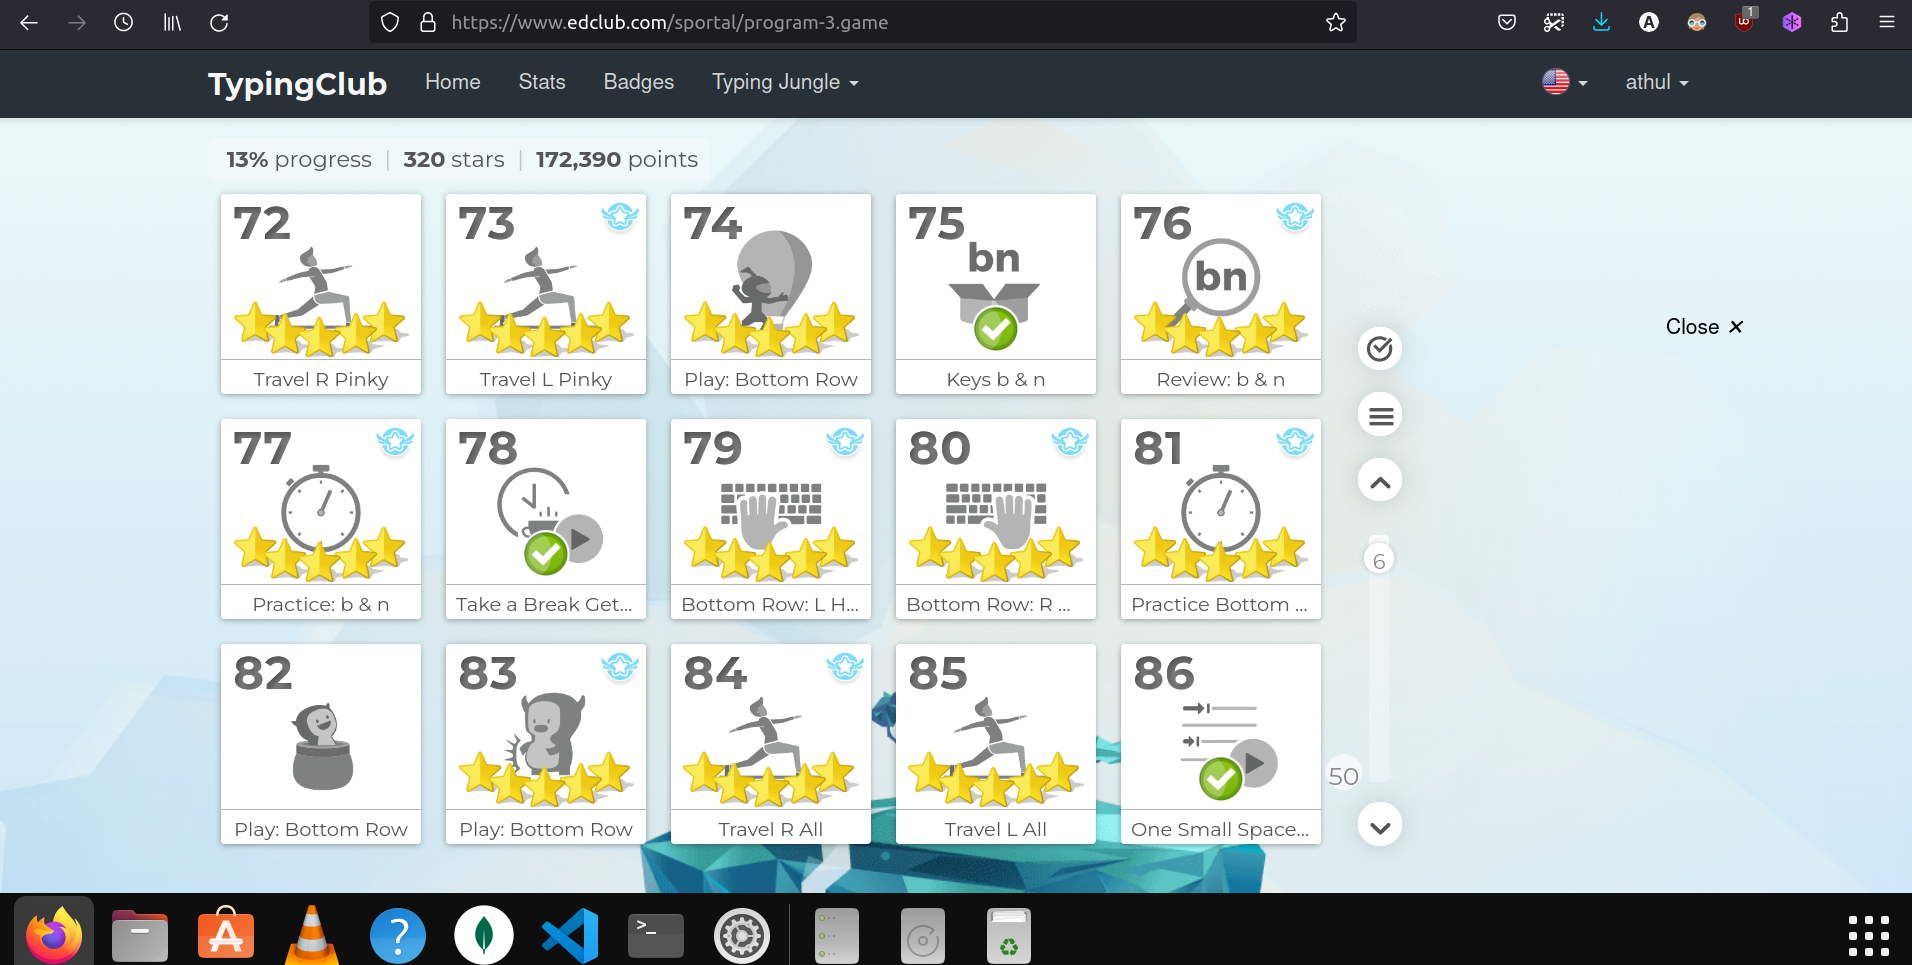 https://www.edclub.com/sportal/program-3.game
1
TypingClub Home Stats Badges Typing Jungle athul
13% progress | 320 stars | 172,390 points
72 73 74 75 76
bn bn
Close ×
Travel R Pinky Travel L Pinky Play: Bottom Row Keys b & n Review: b & n
77 78 79 80 81
6
Practice: b & n Take a Break Get... Bottom Row: L H... Bottom Row: R ... Practice Bottom ...
82 83 84 85 86
50
Play: Bottom Row Play: Bottom Row Travel R All Travel L All One Small Space...